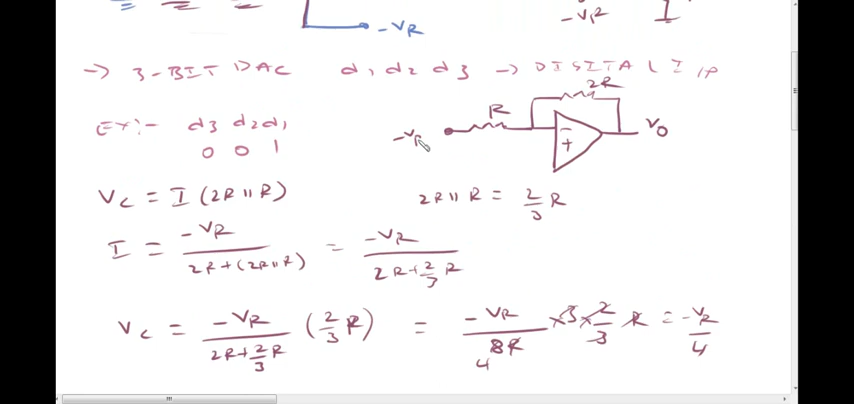 -VR
-VR I
→ 3-BIT DAC d1 d2 d3 → DIGITAL I/P
2R
EX:- d3 d2 d1 R
0 0 1 -VR - + V0
VC = I (2R || R) 2R || R = 2/3 R
I = -VR / 2R+(2R||R) = -VR / 2R+2/3 R
VC = -VR / 2R+2/3 R (2/3 R) = -VR / 8R 4 × 3 × 2/3 R = -VR/4